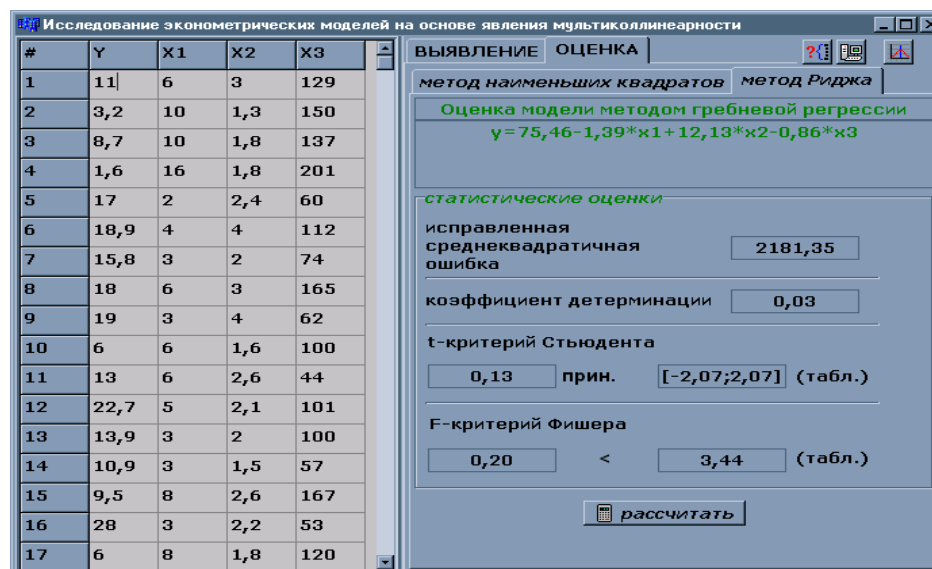 Исследование эконометрических моделей на основе явления мультиколлинеарности
# Y X1 X2 X3
1 11 6 3 129
2 3,2 10 1,3 150
3 8,7 10 1,8 137
4 1,6 16 1,8 201
5 17 2 2,4 60
6 18,9 4 4 112
7 15,8 3 2 74
8 18 6 3 165
9 19 3 4 62
10 6 6 1,6 100
11 13 6 2,6 44
12 22,7 5 2,1 101
13 13,9 3 2 100
14 10,9 3 1,5 57
15 9,5 8 2,6 167
16 28 3 2,2 53
17 6 8 1,8 120
ВЫЯВЛЕНИЕ ОЦЕНКА
метод наименьших квадратов метод Риджа
Оценка модели методом гребневой регрессии
y=75,46-1,39*x1+12,13*x2-0,86*x3
статистические оценки
исправленная
среднеквадратичная
ошибка
2181,35
коэффициент детерминации 0,03
t-критерий Стьюдента
0,13 прин. [-2,07;2,07] (табл.)
F-критерий Фишера
0,20 < 3,44 (табл.)
рассчитать